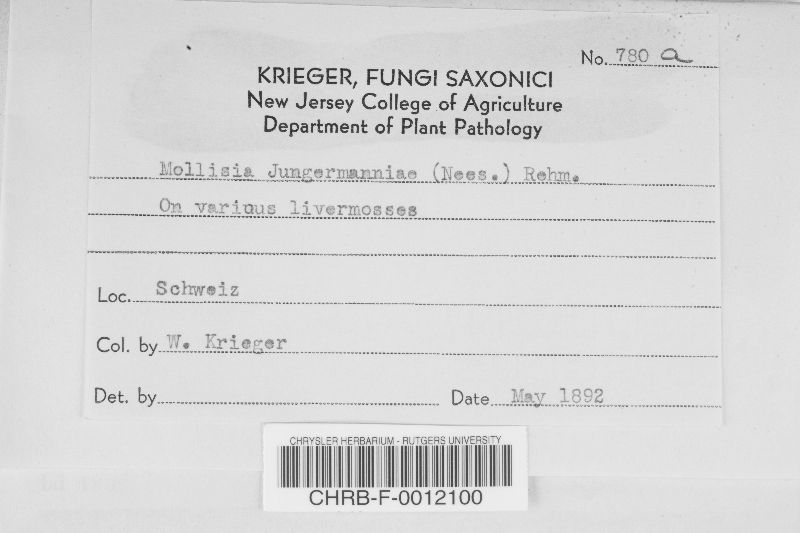 No. 780 a
KRIEGER, FUNGI SAXONICI
New Jersey College of Agriculture
Department of Plant Pathology
Mollisia Jungermanniae (Nees.) Rehm.
On various livermosses
Loc. Schweiz
Col. by W. Krieger
Det. by
Date May 1892
CHRYSLER HERBARIUM - RUTGERS UNIVERSITY
CHRB-F-0012100